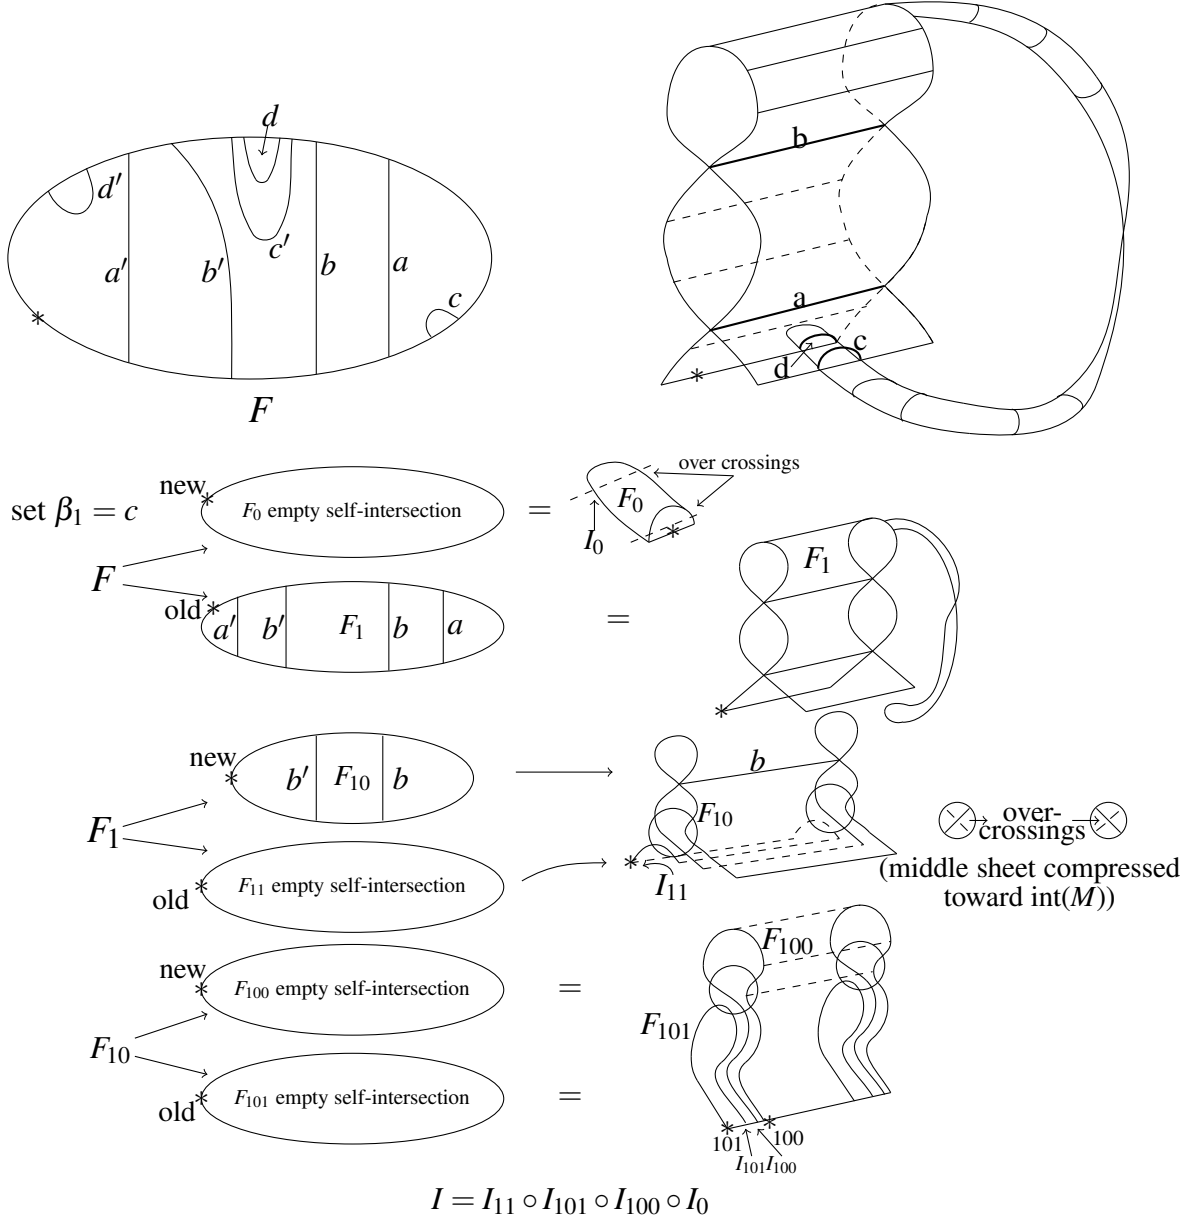 d
d′
a′
b′
c′
b
a
c
*
F
b
a
c
d
*
set β₁ = c
new
*
F₀ empty self-intersection
=
F₀
I₀
*
over crossings
F
old
*
a′
b′
F₁
b
a
=
F₁
*
new
*
b′
F₁₀
b
b
F₁₀
*
I₁₁
over-
crossings
(middle sheet compressed
toward int(M))
F₁
old
*
F₁₁ empty self-intersection
new
*
F₁₀₀ empty self-intersection
=
F₁₀₀
F₁₀₁
F₁₀
old
*
F₁₀₁ empty self-intersection
=
*
*
101
100
I₁₀₁
I₁₀₀
I = I₁₁ ∘ I₁₀₁ ∘ I₁₀₀ ∘ I₀